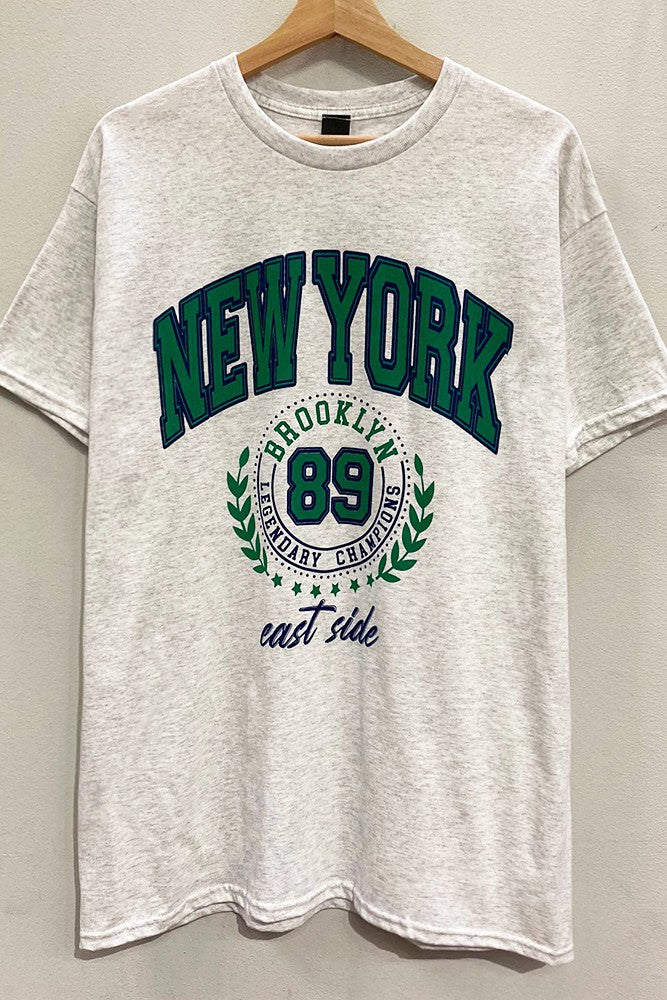 NEW YORK
BROOKLYN
89
LEGENDARY CHAMPIONS
east side